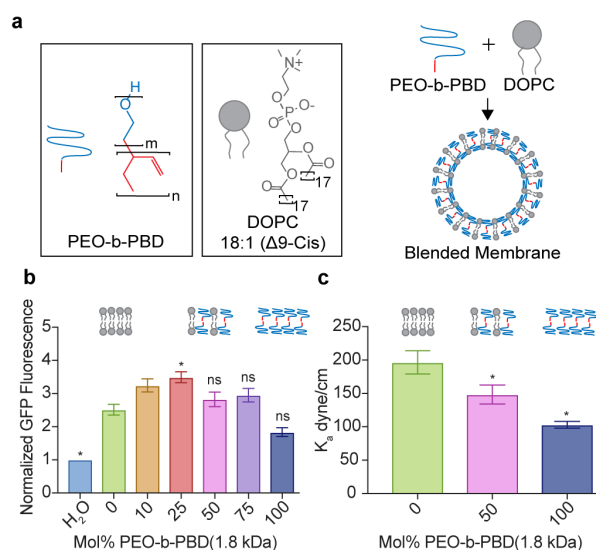 a
H
O
m
n
PEO-b-PBD
N+
O
O
P
O-
O
O
O
O
17
O
17
DOPC
18:1 (Δ9-Cis)
+
PEO-b-PBD DOPC
Blended Membrane
b
Normalized GFP Fluorescence
5
4
3
2
1
0
*
*
ns
ns
ns
H2O
0
10
25
50
75
100
Mol% PEO-b-PBD(1.8 kDa)
c
Ka dyne/cm
250
200
150
100
50
0
*
*
0
50
100
Mol% PEO-b-PBD(1.8 kDa)